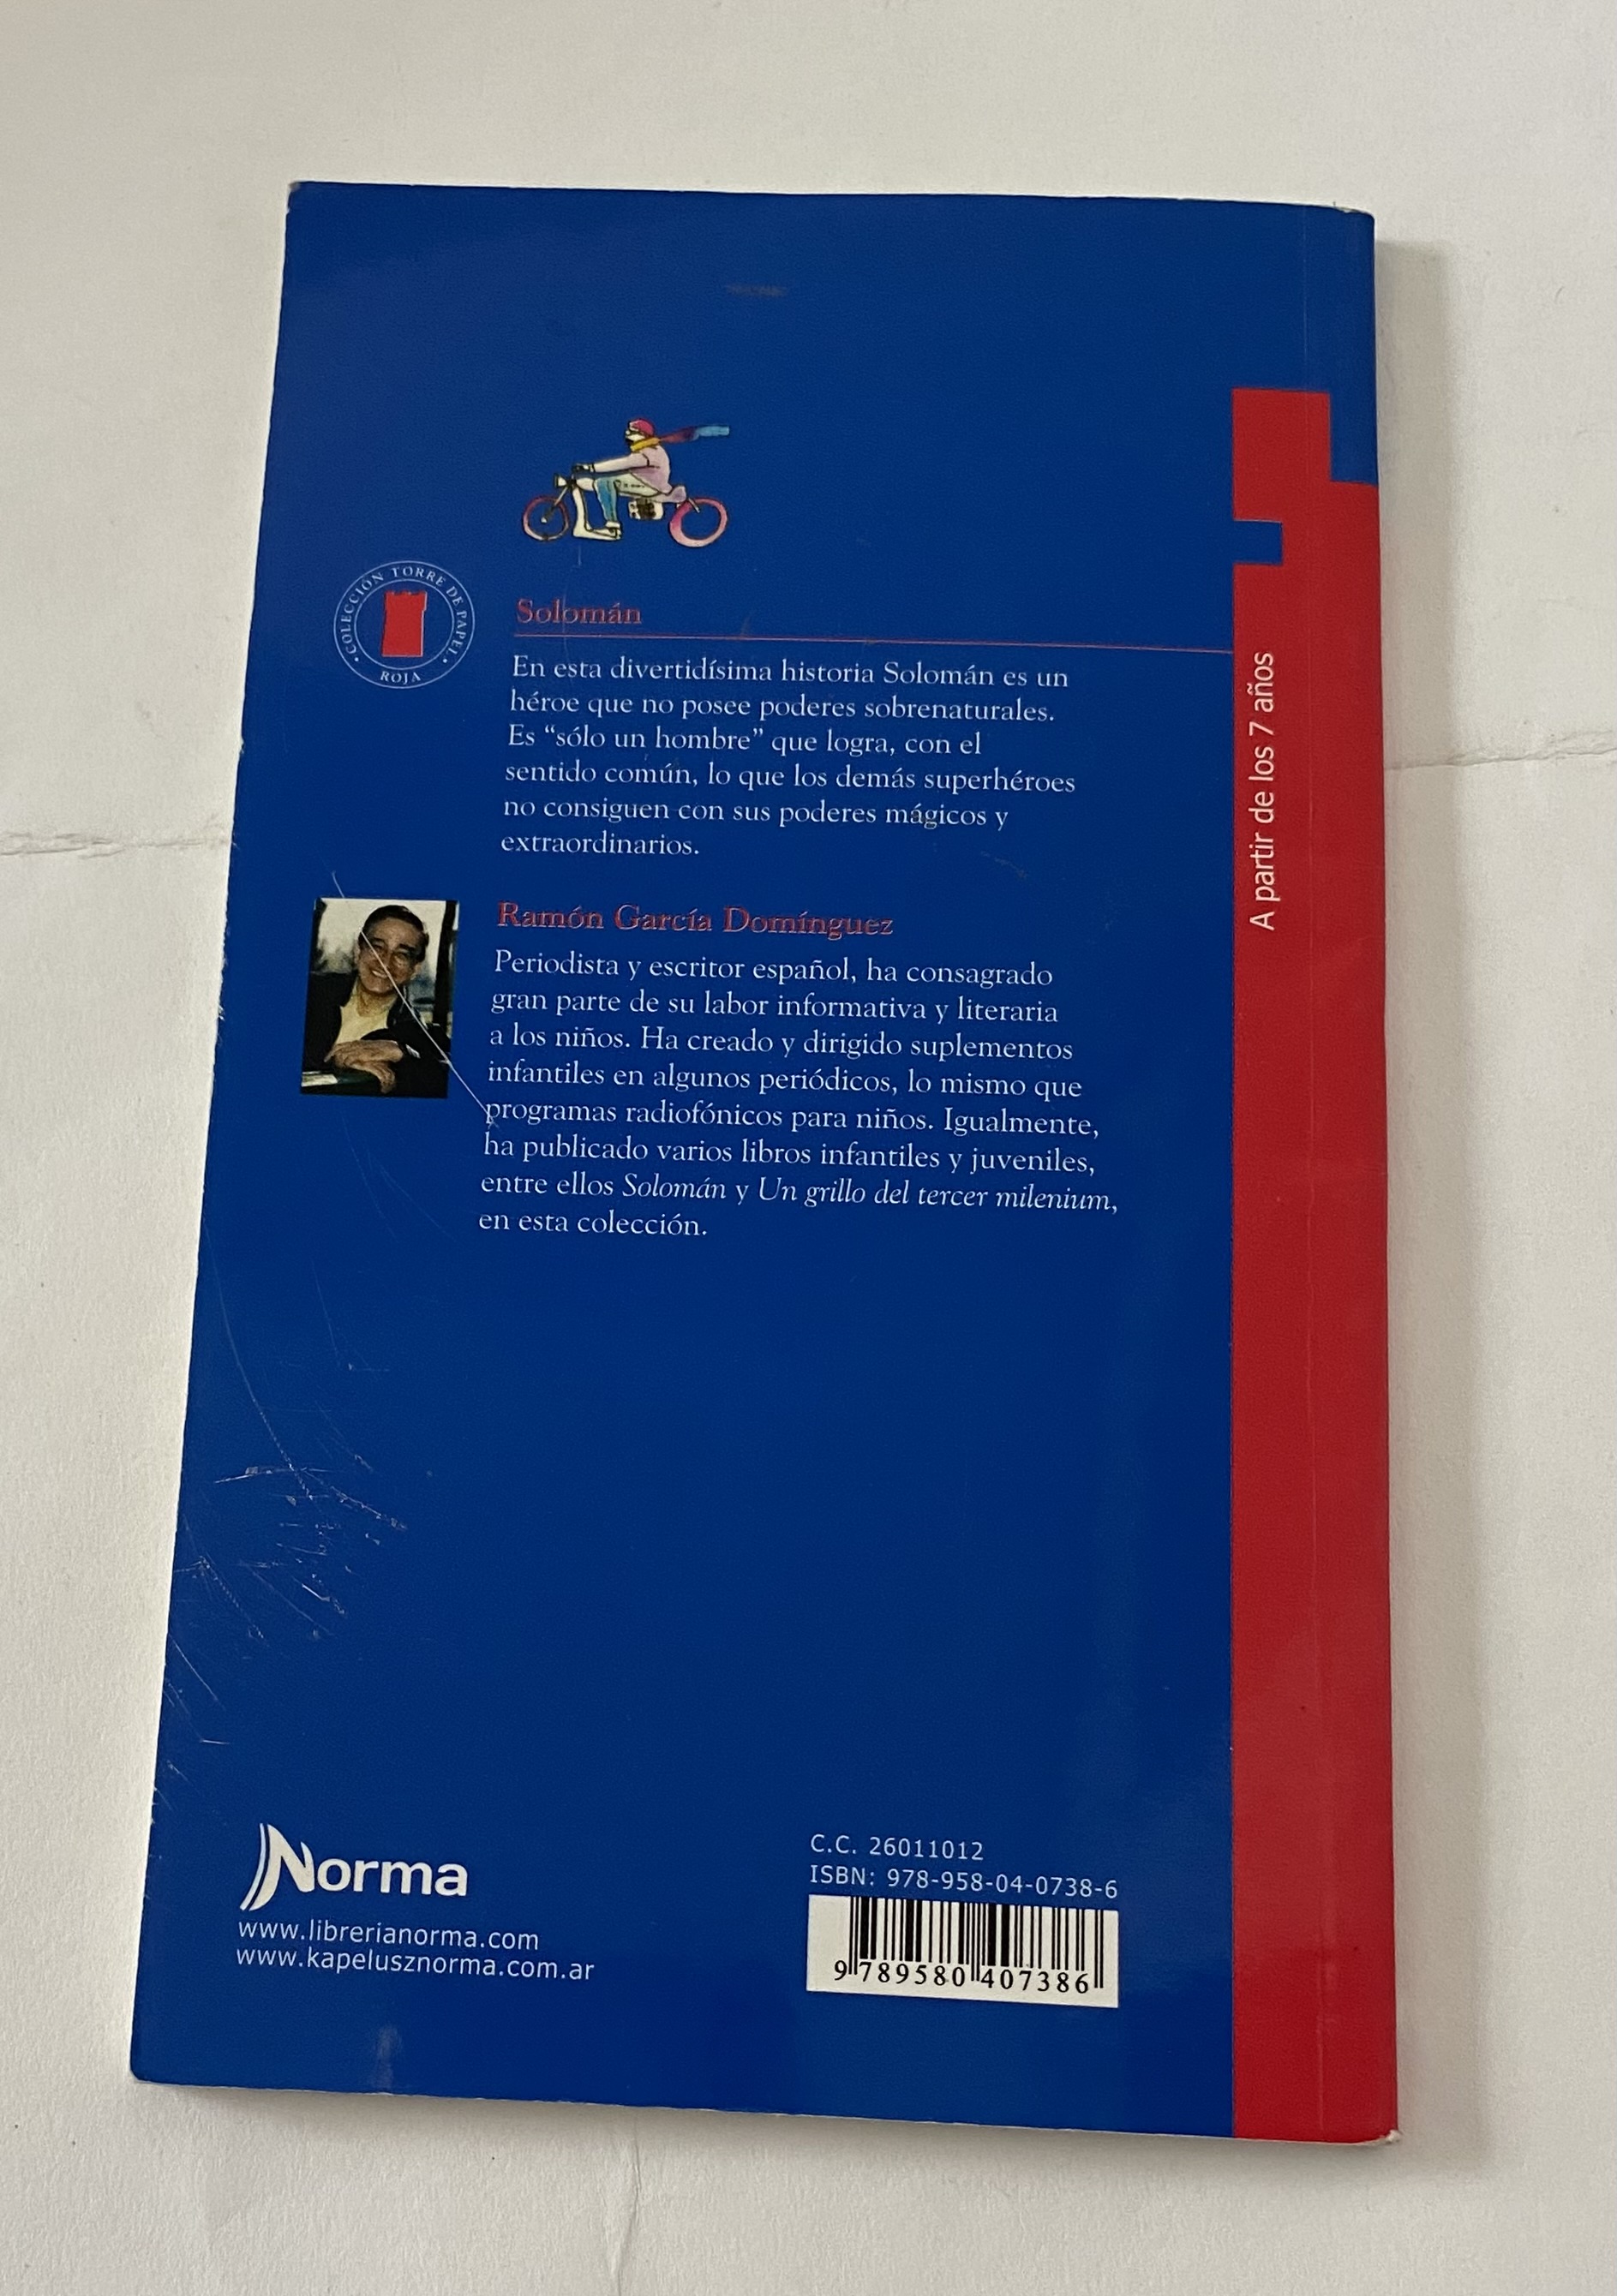 COLECCIÓN TORRE DE PAPEL
ROJA
Solomán
En esta divertidísima historia Solomán es un
héroe que no posee poderes sobrenaturales.
Es “sólo un hombre” que logra, con el
sentido común, lo que los demás superhéroes
no consiguen con sus poderes mágicos y
extraordinarios.
Ramón García Domínguez
Periodista y escritor español, ha consagrado
gran parte de su labor informativa y literaria
a los niños. Ha creado y dirigido suplementos
infantiles en algunos periódicos, lo mismo que
programas radiofónicos para niños. Igualmente,
ha publicado varios libros infantiles y juveniles,
entre ellos Solomán y Un grillo del tercer milenium,
en esta colección.
A partir de los 7 años
Norma
www.librerianorma.com
www.kapelusznorma.com.ar
C.C. 26011012
ISBN: 978-958-04-0738-6
9 789580 407386